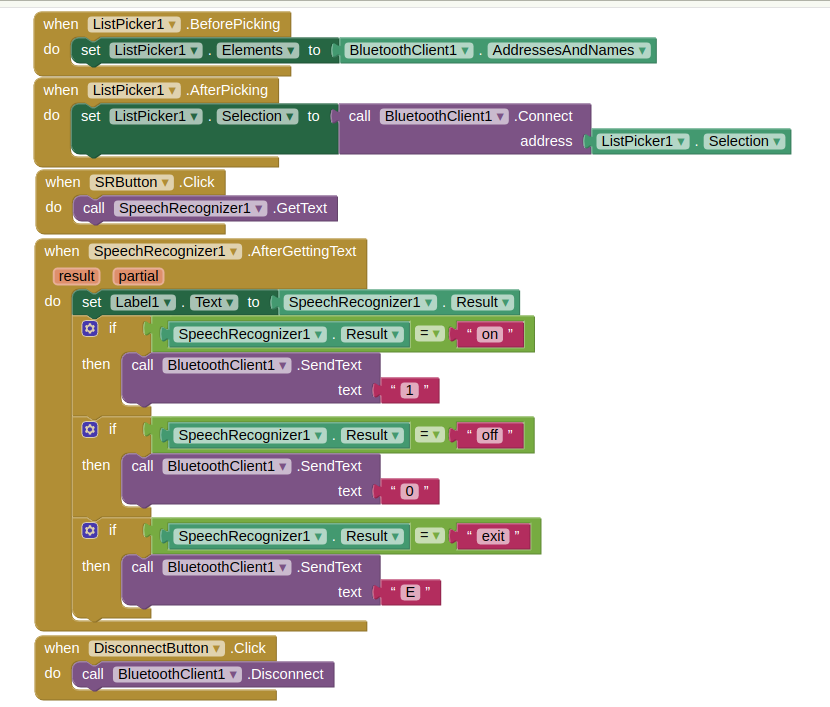 when ListPicker1 .BeforePicking
do set ListPicker1 . Elements to BluetoothClient1 . AddressesAndNames
when ListPicker1 .AfterPicking
do set ListPicker1 . Selection to call BluetoothClient1 .Connect
address ListPicker1 . Selection
when SRButton .Click
do call SpeechRecognizer1 .GetText
when SpeechRecognizer1 .AfterGettingText
result partial
do set Label1 . Text to SpeechRecognizer1 . Result
if SpeechRecognizer1 . Result = “ on ”
then call BluetoothClient1 .SendText
text “ 1 ”
if SpeechRecognizer1 . Result = “ off ”
then call BluetoothClient1 .SendText
text “ 0 ”
if SpeechRecognizer1 . Result = “ exit ”
then call BluetoothClient1 .SendText
text “ E ”
when DisconnectButton .Click
do call BluetoothClient1 .Disconnect